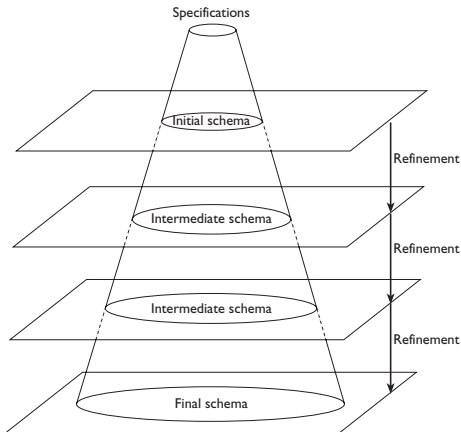 Specifications
Initial schema
Refinement
Intermediate schema
Refinement
Intermediate schema
Refinement
Final schema